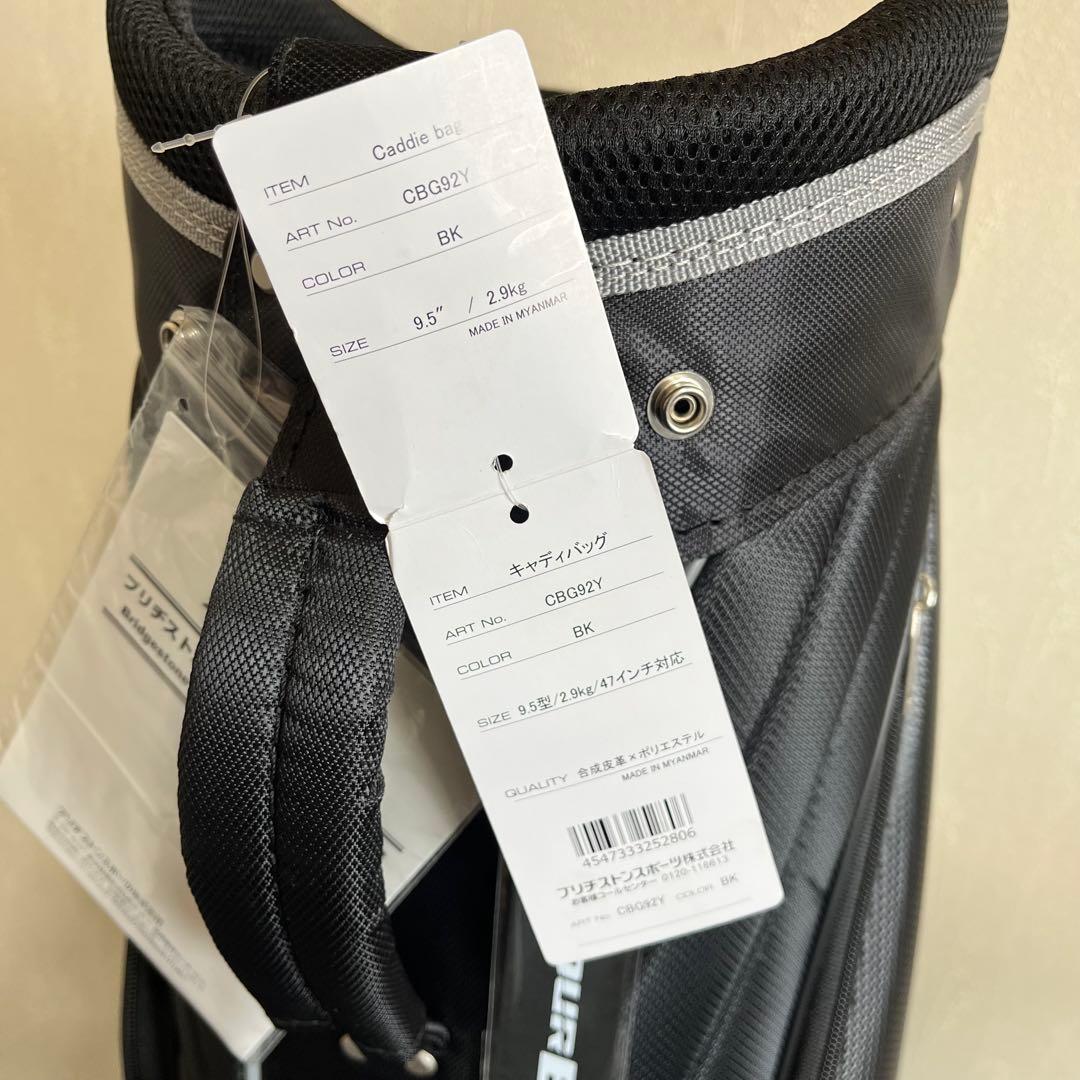 ITEM Caddie bag
ART No. CBG92Y
COLOR BK
SIZE 9.5″ / 2.9kg
MADE IN MYANMAR
ITEM キャディバッグ
ART No. CBG92Y
COLOR BK
SIZE 9.5型/2.9kg/47インチ対応
QUALITY 合成皮革×ポリエステル
MADE IN MYANMAR
4547333252806
ブリヂストンスポーツ株式会社
お客様コールセンター 0120-116613
ART No CBG92Y COLOR BK
ブリヂスト
Bridgeston
OUR B